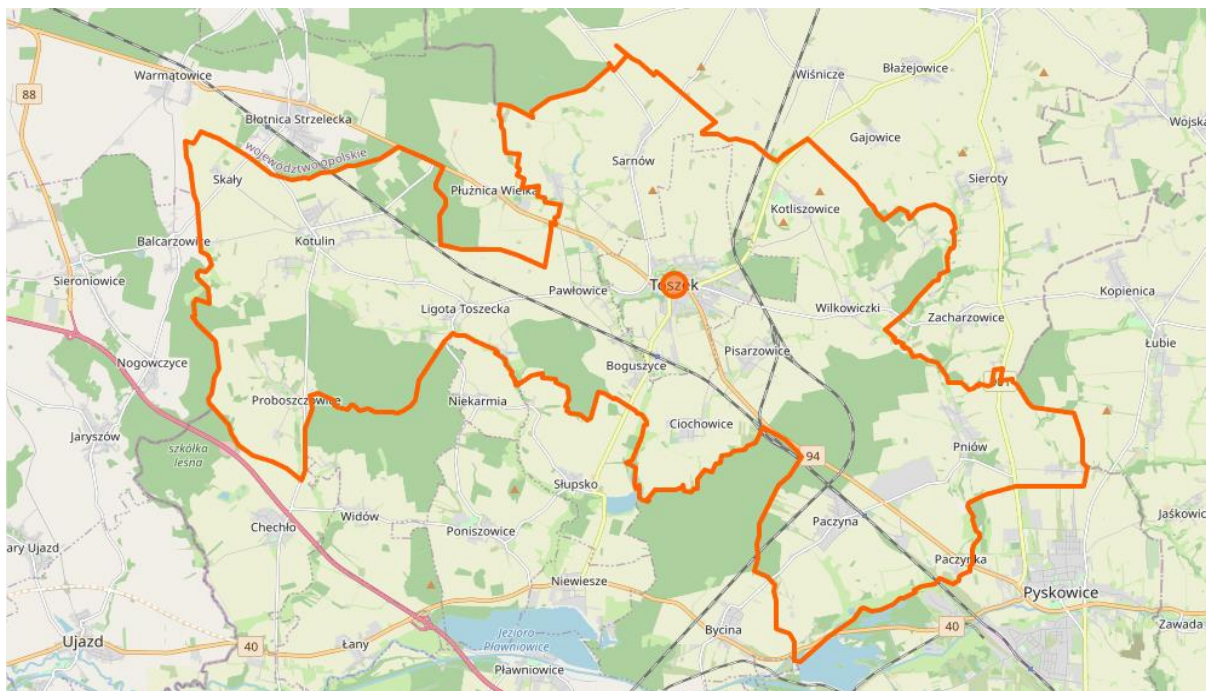 Warmątowice
88
Błotnica Strzelecka
województwo opolskie
Wiśnicze
Błażejowice
Wojska
Gajowice
Sarnów
Skały
Płużnica Wielka
Sieroty
Kotliszowice
Balcarzowice
Kotulin
Sieroniowice
Toszek
Pawłowice
Kopienica
Ligota Toszecka
Wilkowiczki
Zacharzowice
Łubie
Nogowczyce
Pisarzowice
Boguszyce
Proboszczowice
Niekarmia
Ciochowice
Jaryszów
szkółka
leśna
Pniów
94
Słupsko
Paczyna
Jaśkowic
Chechło
Widów
Poniszowice
ary Ujazd
Paczynka
Niewiesze
Pyskowice
Zawada
Bycina
40
Ujazd
40
Łany
Jezioro
Pławniowice
Pławniowice